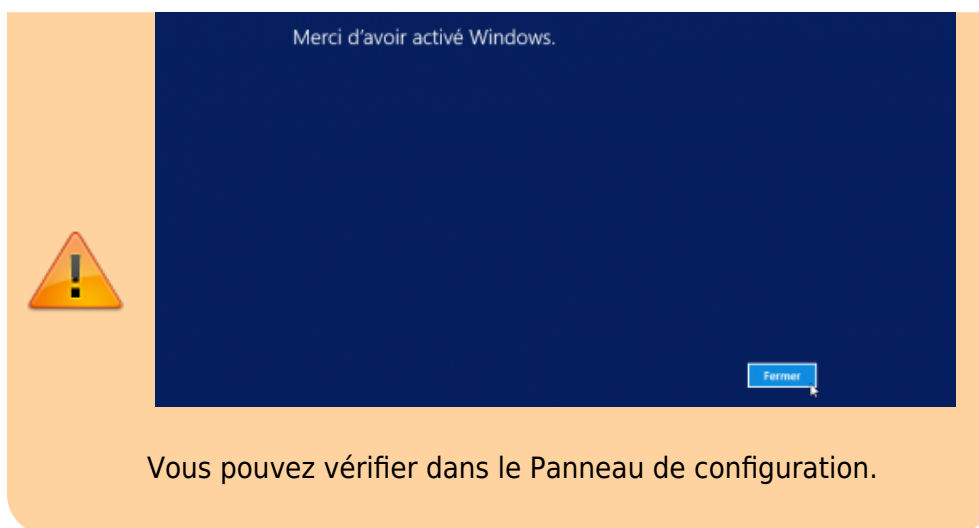 Merci d'avoir activé Windows.
Fermer
Vous pouvez vérifier dans le Panneau de configuration.